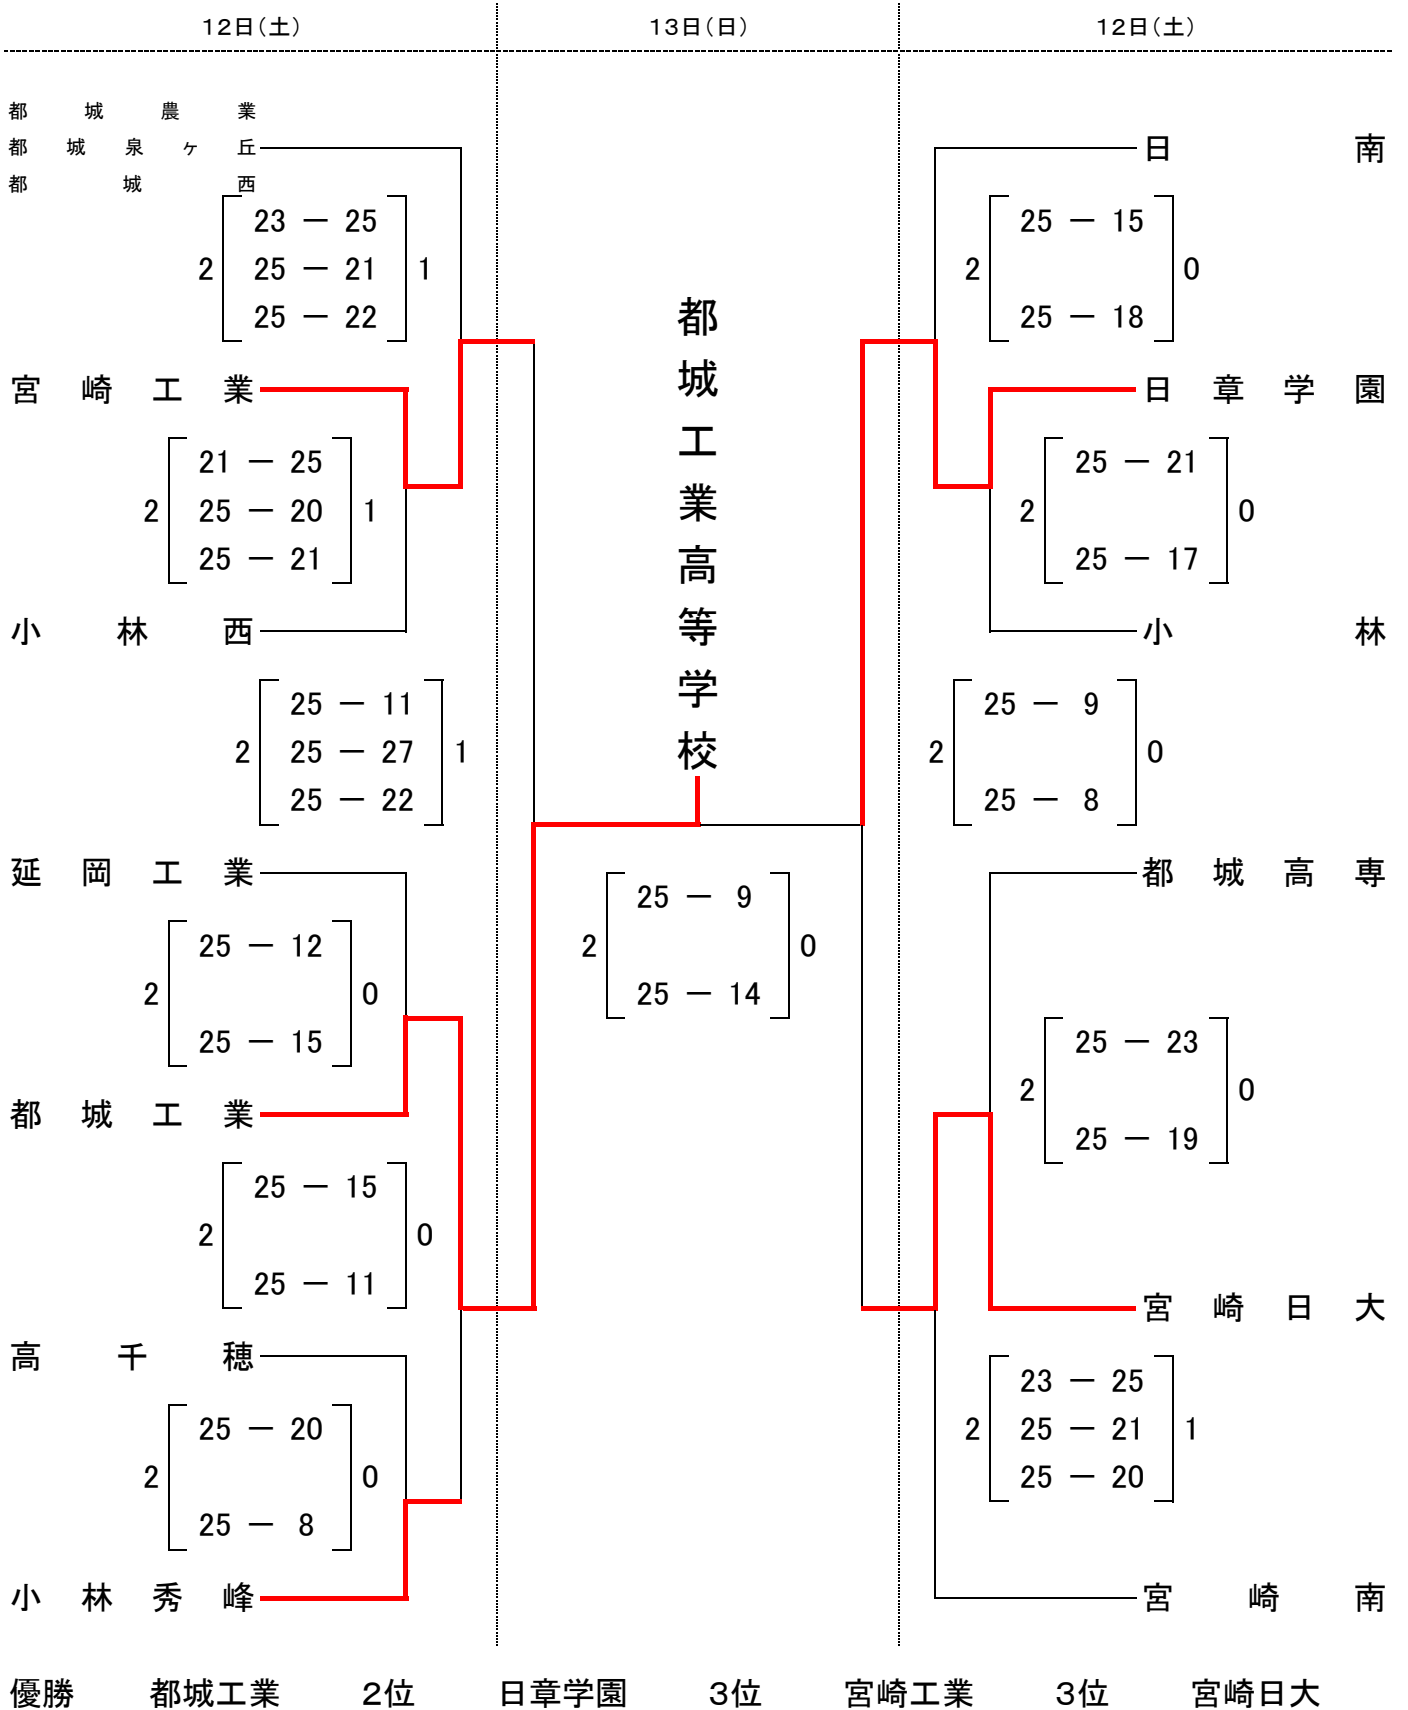 12日(土)
13日(日)
12日(土)
都城農業
都城泉ヶ丘
都城西
23 － 25
2 25 － 21 1
25 － 22
宮崎工業
21 － 25
2 25 － 20 1
25 － 21
小林西
25 － 11
2 25 － 27 1
25 － 22
延岡工業
25 － 12
2 0
25 － 15
都城工業
25 － 15
2 0
25 － 11
高千穂
25 － 20
2 0
25 － 8
小林秀峰
都城工業高等学校
25 － 9
2 0
25 － 14
日南
25 － 15
2 0
25 － 18
日章学園
25 － 21
2 0
25 － 17
小林
25 － 9
2 0
25 － 8
都城高専
25 － 23
2 0
25 － 19
宮崎日大
23 － 25
2 25 － 21 1
25 － 20
宮崎南
優勝 都城工業 2位 日章学園 3位 宮崎工業 3位 宮崎日大